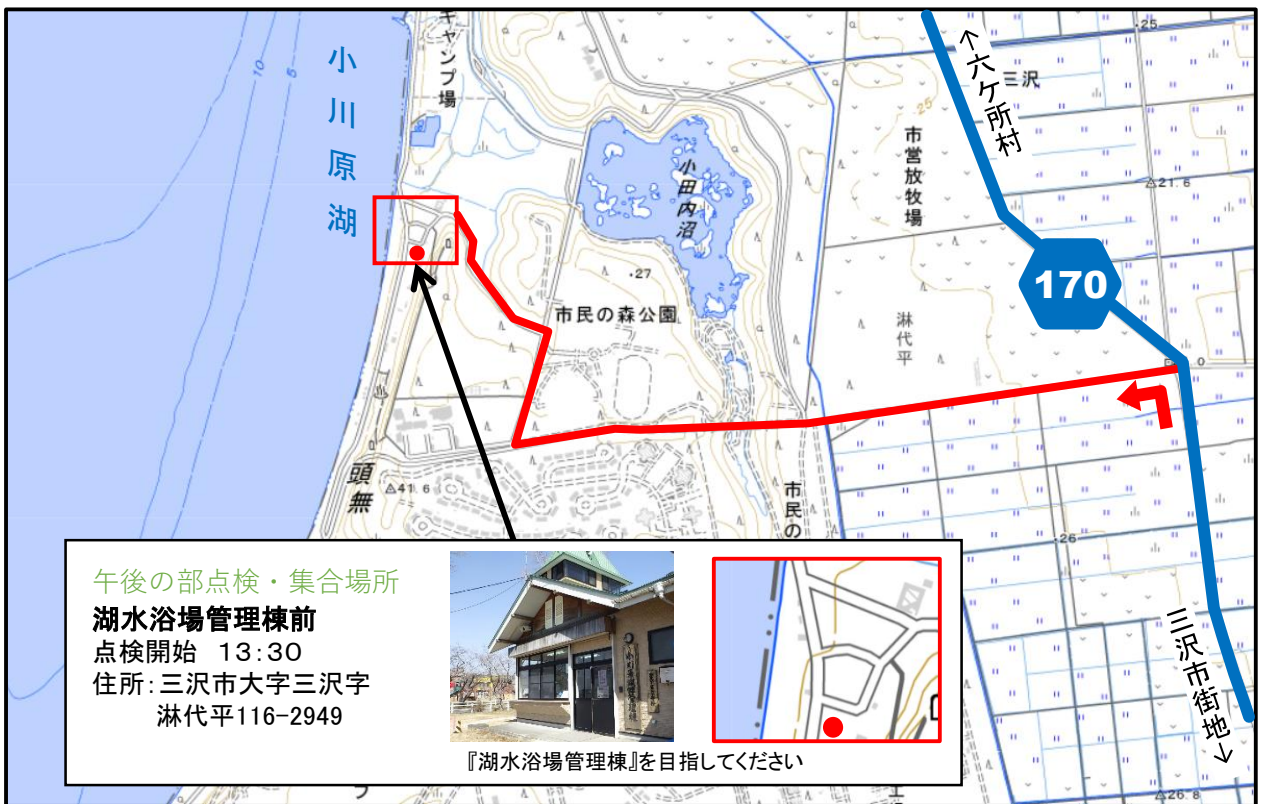 小川原湖
10
5
キャンプ場
小田内沼
・27
市民の森公園
市営放牧場
25
三沢
↑六ケ所村
・25
△21.6
170
淋代平
頭無
△41.6
市民の
・26
三沢市街地↓
△26.8
午後の部点検・集合場所
湖水浴場管理棟前
点検開始 13:30
住所:三沢市大字三沢字
淋代平116-2949
『湖水浴場管理棟』を目指してください